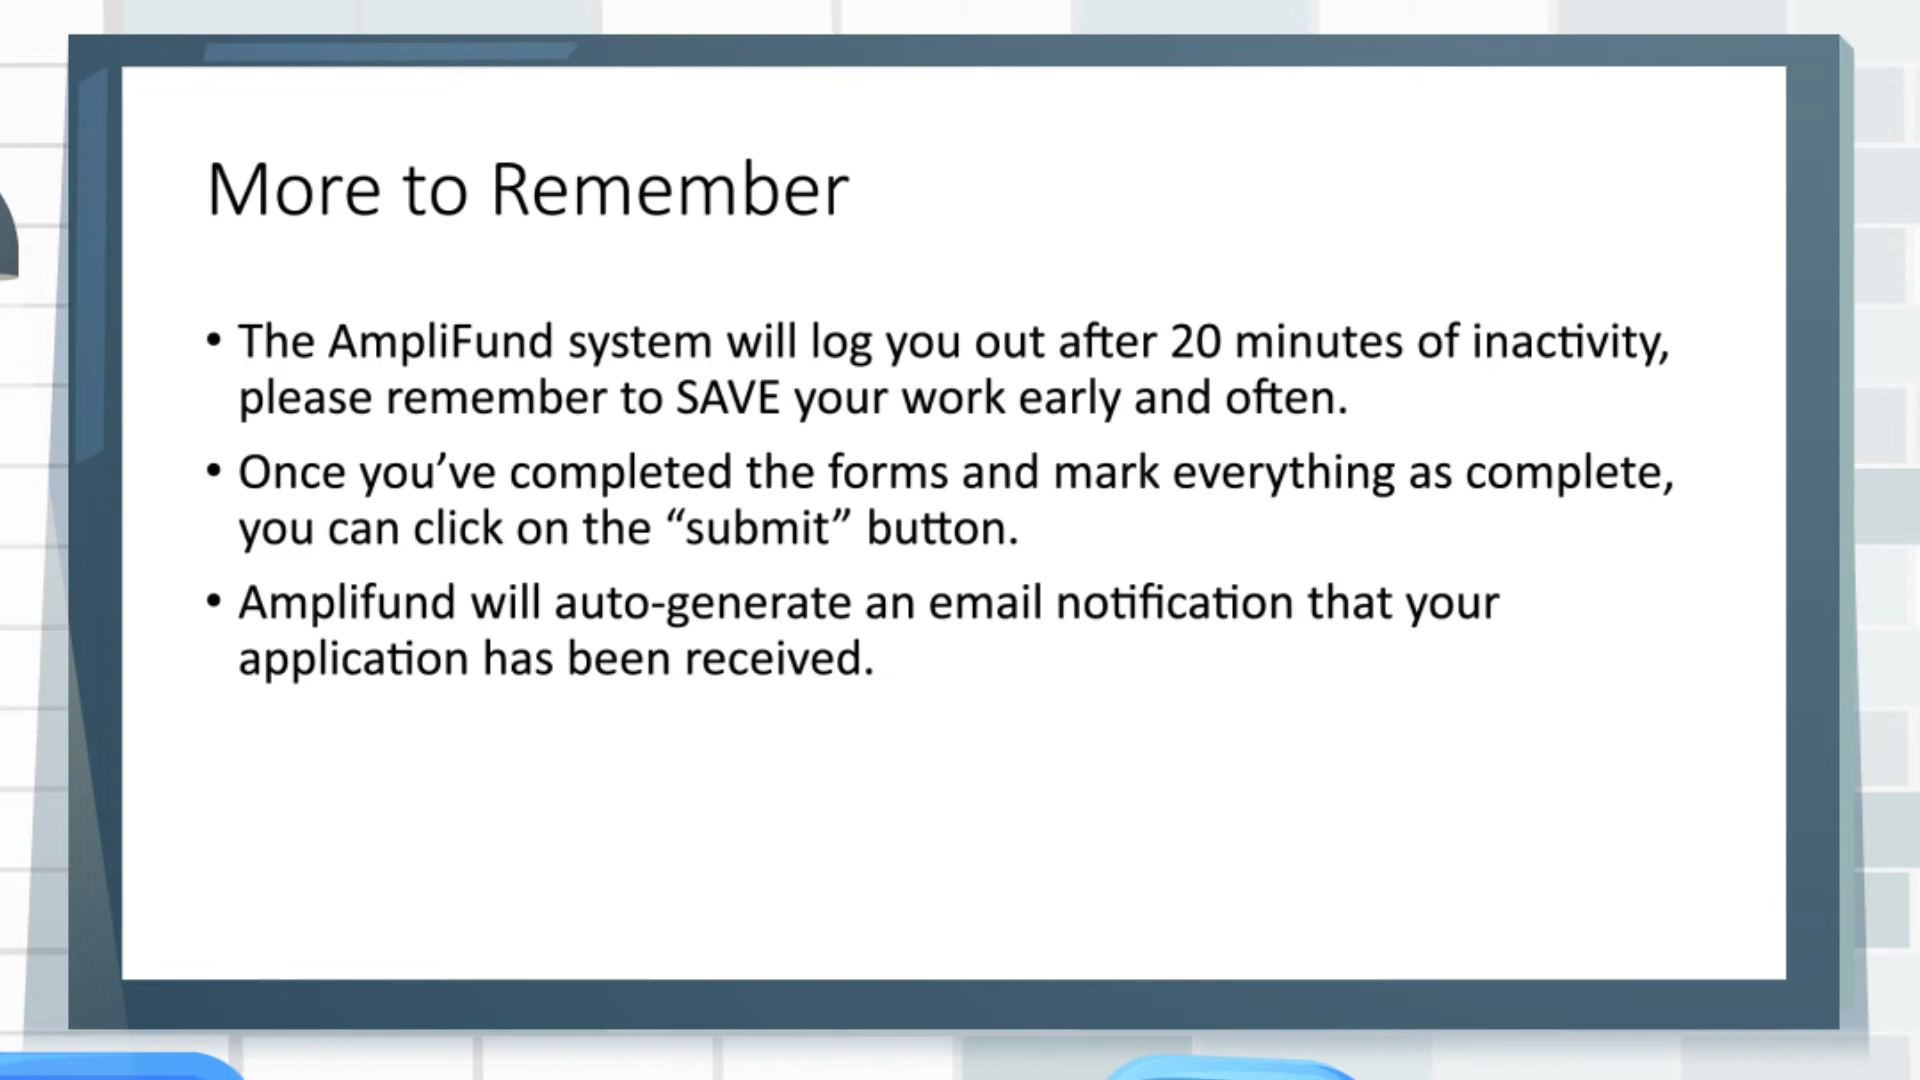 More to Remember
• The AmpliFund system will log you out after 20 minutes of inactivity,
please remember to SAVE your work early and often.
• Once you’ve completed the forms and mark everything as complete,
you can click on the “submit” button.
• Amplifund will auto-generate an email notification that your
application has been received.